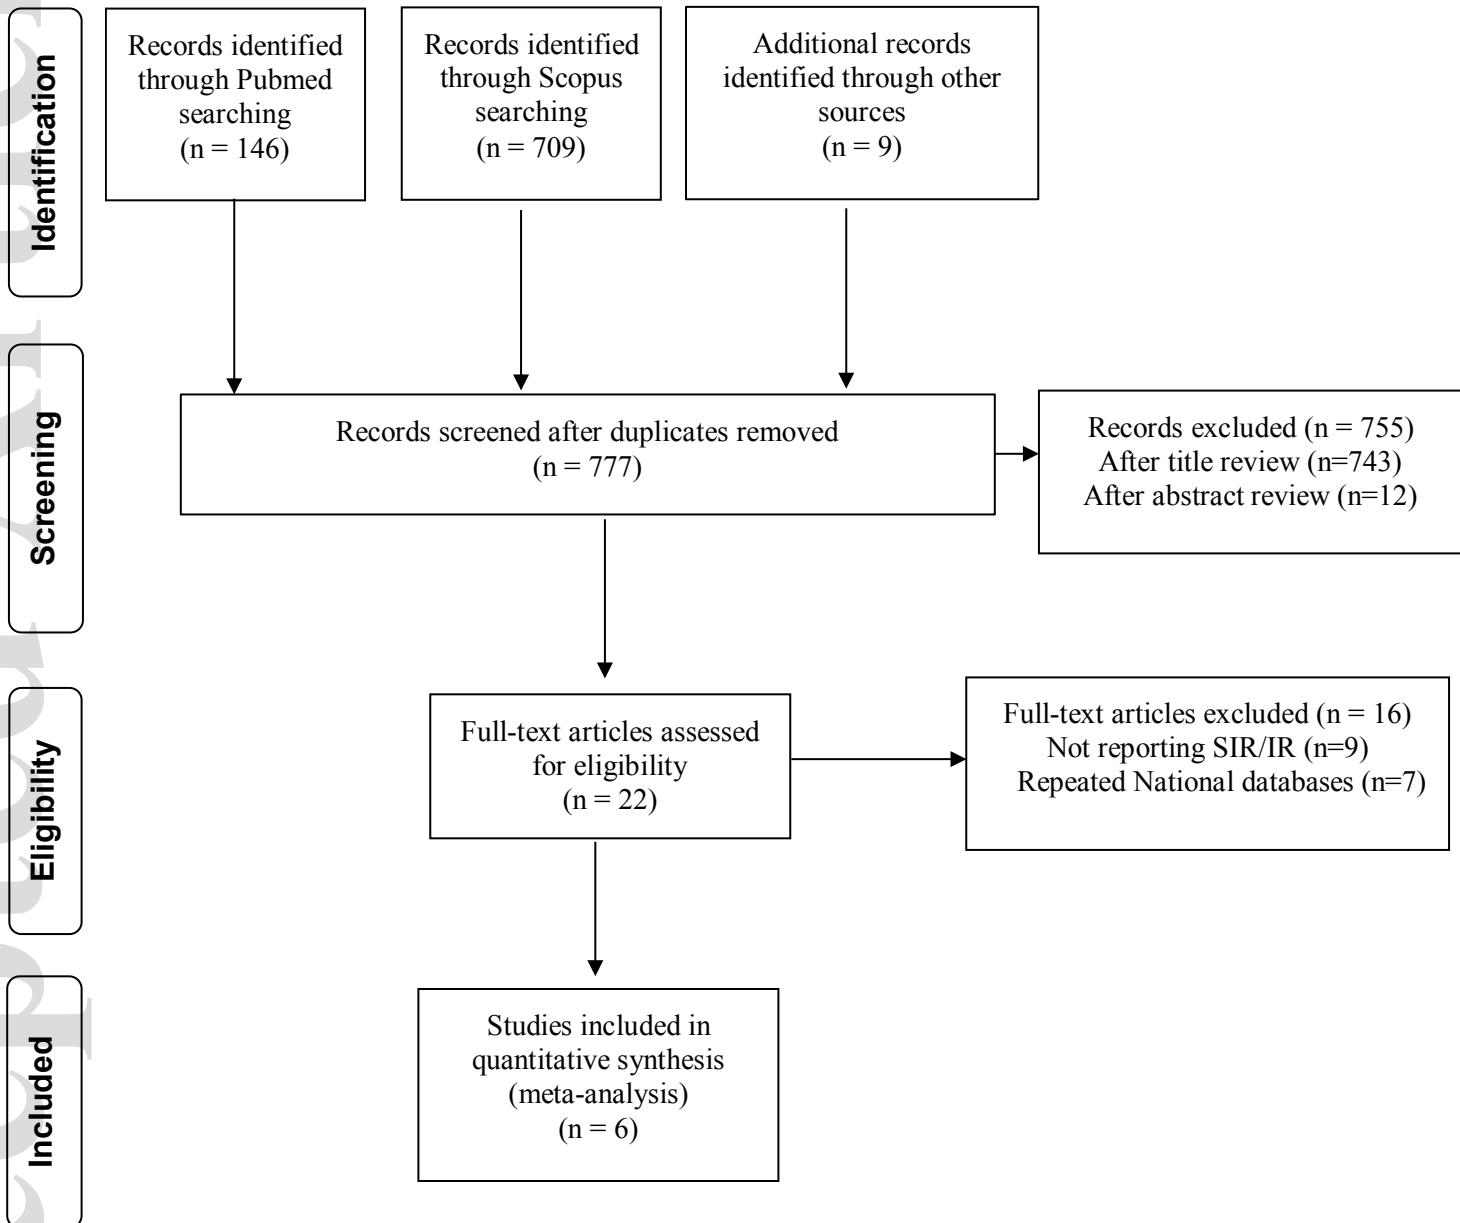 Identification
Records identified
through Pubmed
searching
(n = 146)
Records identified
through Scopus
searching
(n = 709)
Additional records
identified through other
sources
(n = 9)
Screening
Records screened after duplicates removed
(n = 777)
Records excluded (n = 755)
After title review (n=743)
After abstract review (n=12)
Eligibility
Full-text articles assessed
for eligibility
(n = 22)
Full-text articles excluded (n = 16)
Not reporting SIR/IR (n=9)
Repeated National databases (n=7)
Included
Studies included in
quantitative synthesis
(meta-analysis)
(n = 6)